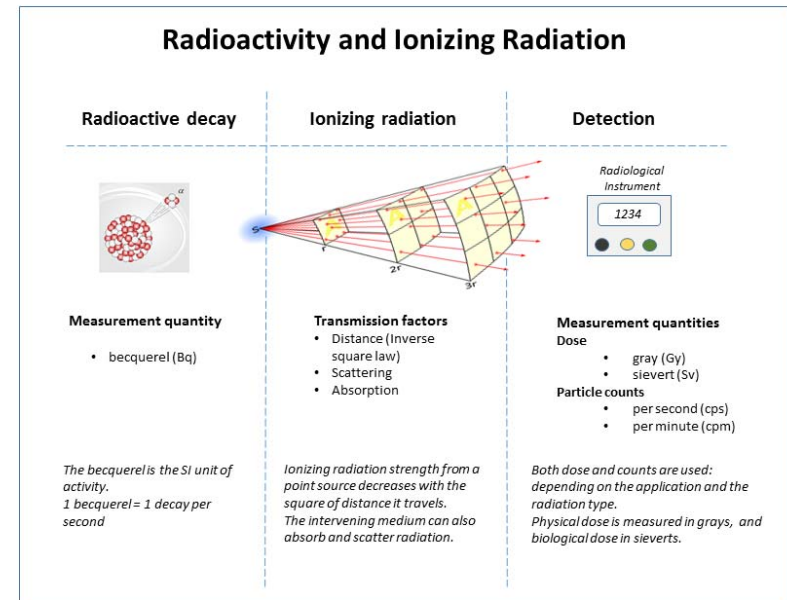 Radioactivity and Ionizing Radiation
Radioactive decay
Ionizing radiation
Detection
α
S
A
A
A
r
2r
3r
Radiological
Instrument
1234
Measurement quantity
• becquerel (Bq)
Transmission factors
• Distance (Inverse
square law)
• Scattering
• Absorption
Measurement quantities
Dose
• gray (Gy)
• sievert (Sv)
Particle counts
• per second (cps)
• per minute (cpm)
The becquerel is the SI unit of
activity.
1 becquerel = 1 decay per
second
Ionizing radiation strength from a
point source decreases with the
square of distance it travels.
The intervening medium can also
absorb and scatter radiation.
Both dose and counts are used:
depending on the application and the
radiation type.
Physical dose is measured in grays, and
biological dose in sieverts.